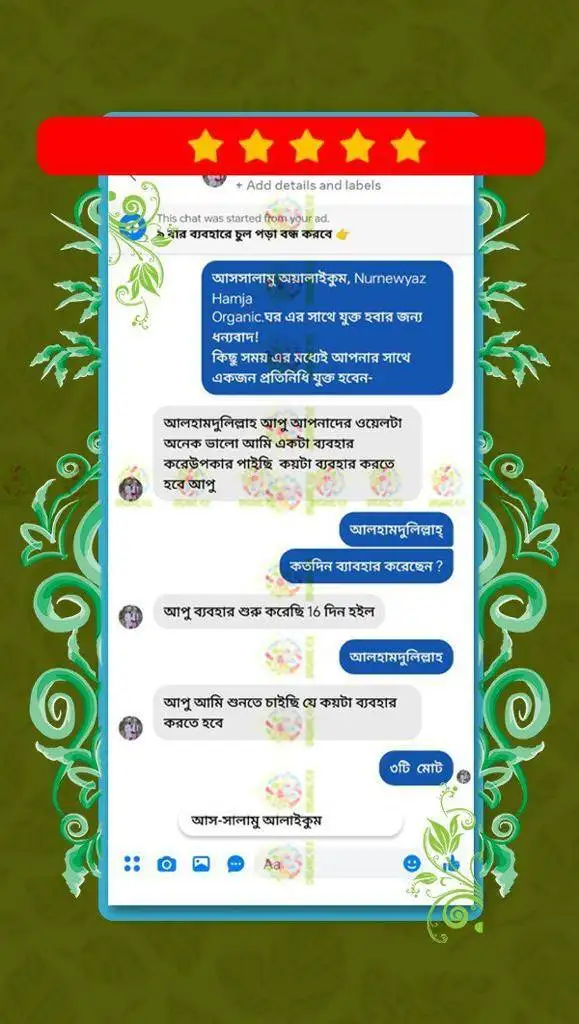 + Add details and labels
This chat was started from your ad.
বার ব্যবহারে চুল পড়া বন্ধ করবে 👉
আসসালামু অয়ালাইকুম, Nurnewyaz
Hamja
Organic.ঘর এর সাথে যুক্ত হবার জন্য
ধন্যবাদ!
কিছু সময় এর মধ্যেই আপনার সাথে
একজন প্রতিনিধি যুক্ত হবেন-
আলহামদুলিল্লাহ আপু আপনাদের ওয়েলটা
অনেক ভালো আমি একটা ব্যবহার
করেউপকার পাইছি কয়টা ব্যবহার করতে
হবে আপু
আলহামদুলিল্লাহ্
কতদিন ব্যাবহার করেছেন ?
আপু ব্যবহার শুরু করেছি 16 দিন হইল
আলহামদুলিল্লাহ
আপু আমি শুনতে চাইছি যে কয়টা ব্যবহার
করতে হবে
৩টি মোট
আস-সালামু আলাইকুম
Aa